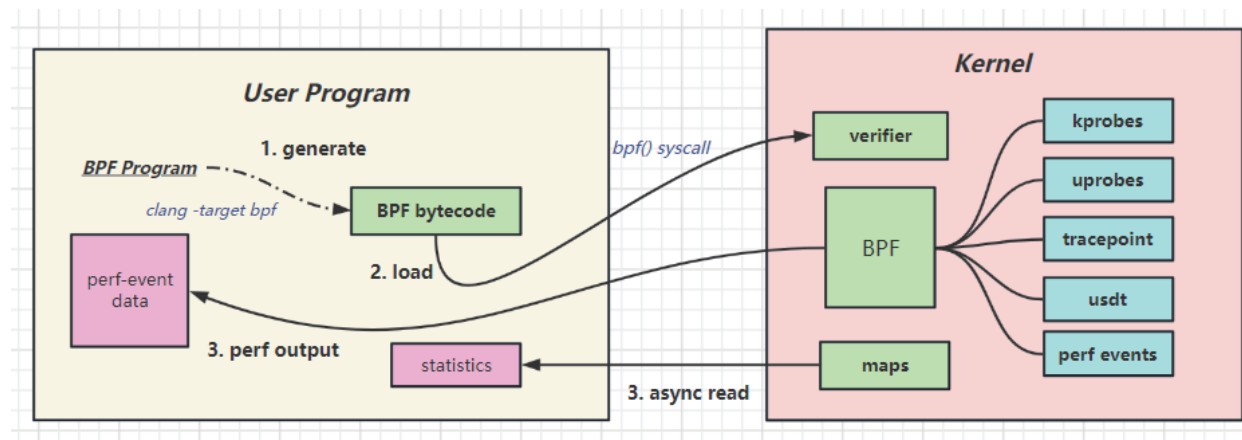 User Program
1. generate
BPF Program
clang -target bpf
BPF bytecode
2. load
perf-event
data
3. perf output
statistics
bpf() syscall
3. async read
Kernel
verifier
BPF
maps
kprobes
uprobes
tracepoint
usdt
perf events